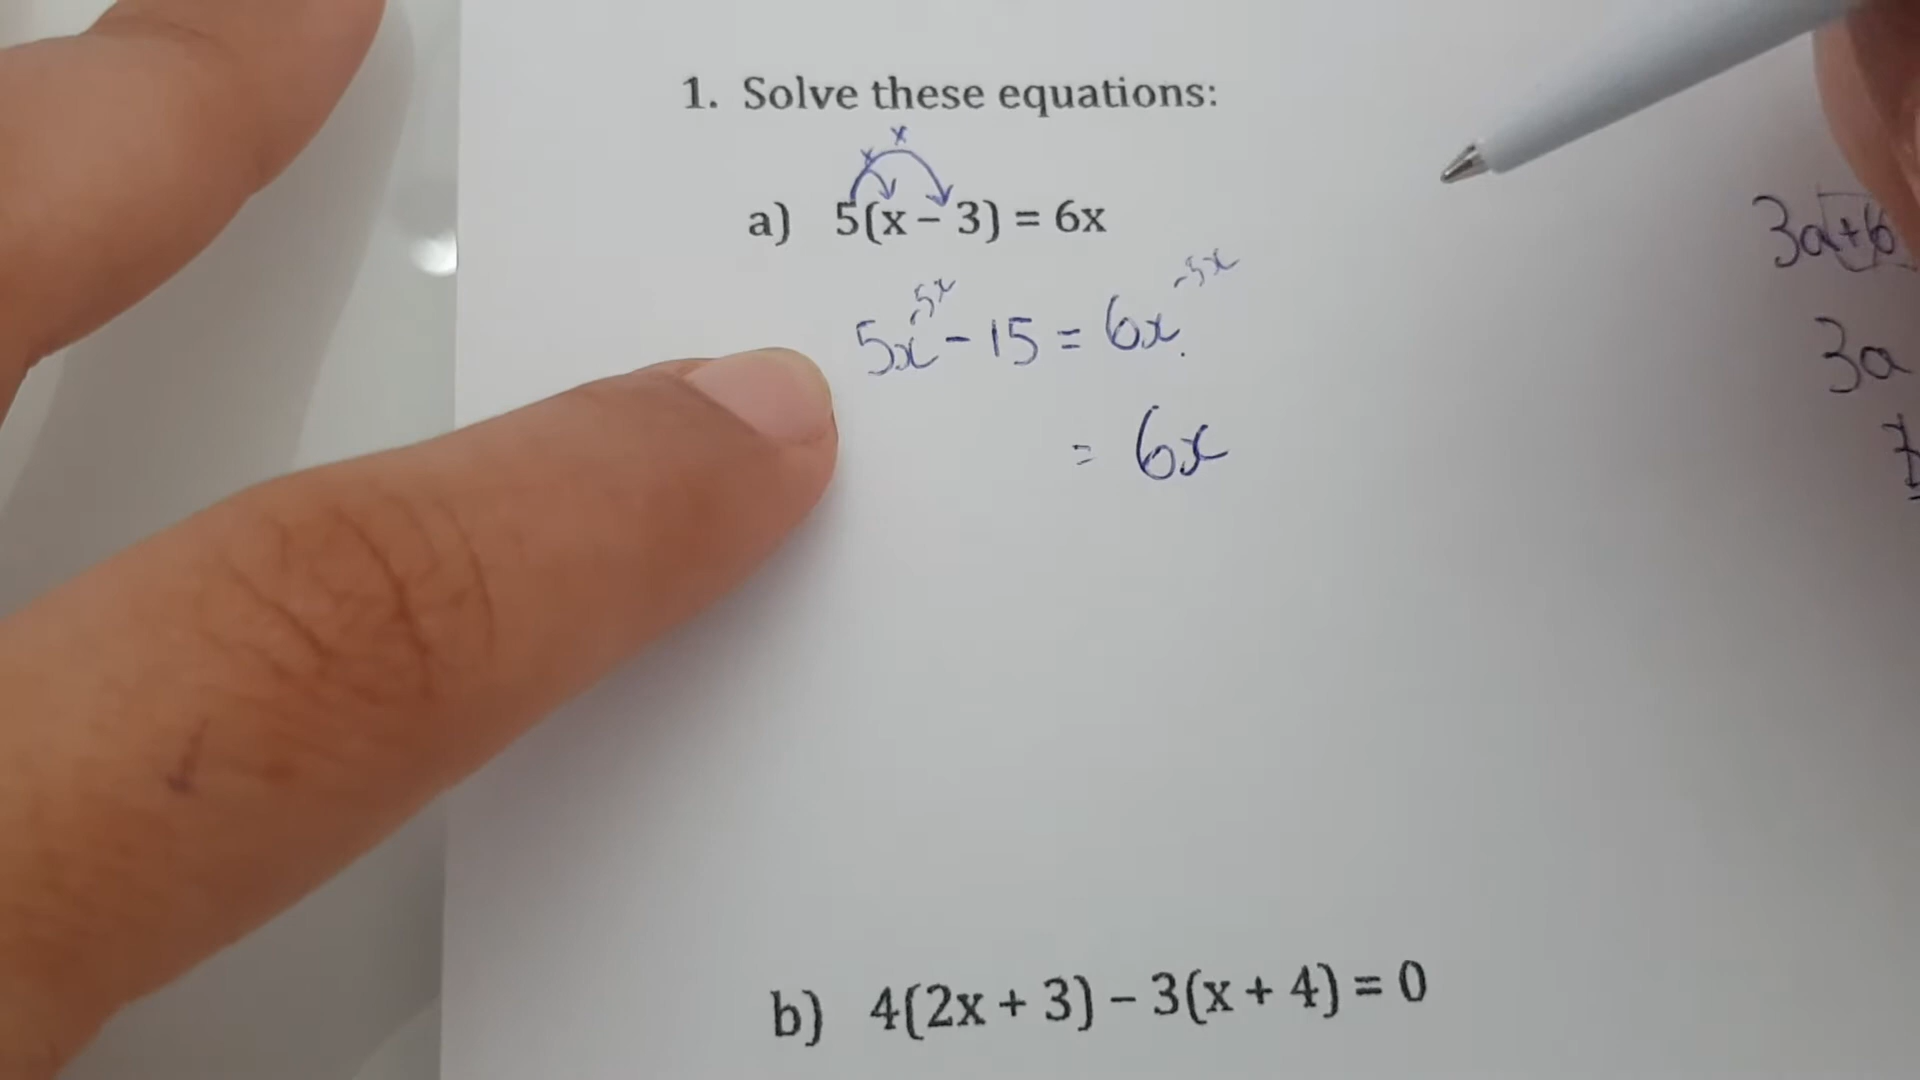 1. Solve these equations:
x x
a) 5(x − 3) = 6x
-5x -5x
5x - 15 = 6x
= 6x
b) 4(2x + 3) − 3(x + 4) = 0
3a+6
3a